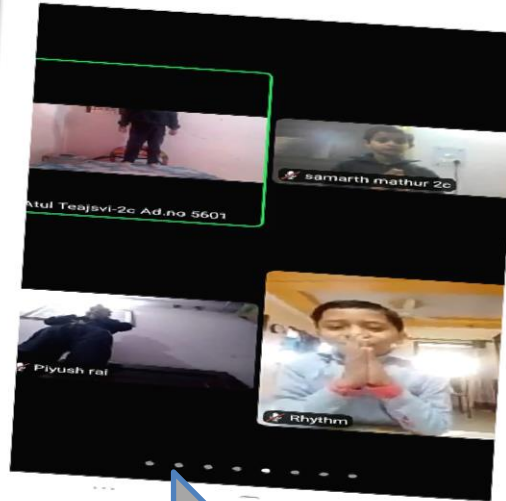 Atul Teajsvi-2c Ad.no 5601
samarth mathur 2c
Piyush rai
Rhythm